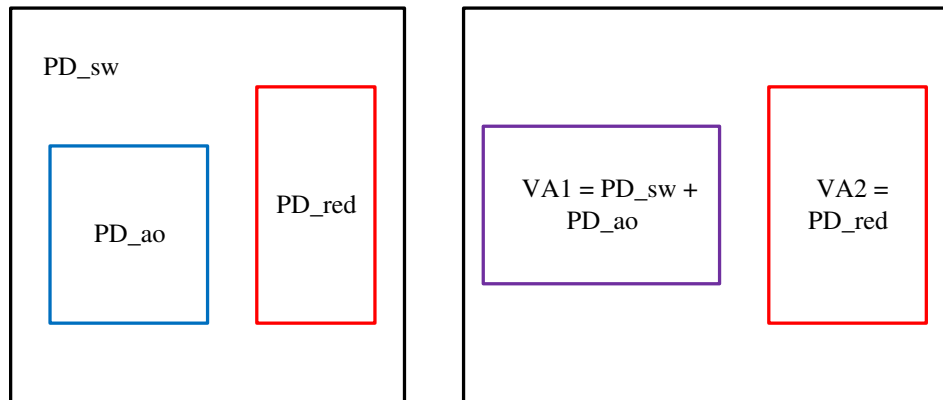 PD_sw
PD_ao
PD_red
VA1 = PD_sw +
PD_ao
VA2 =
PD_red